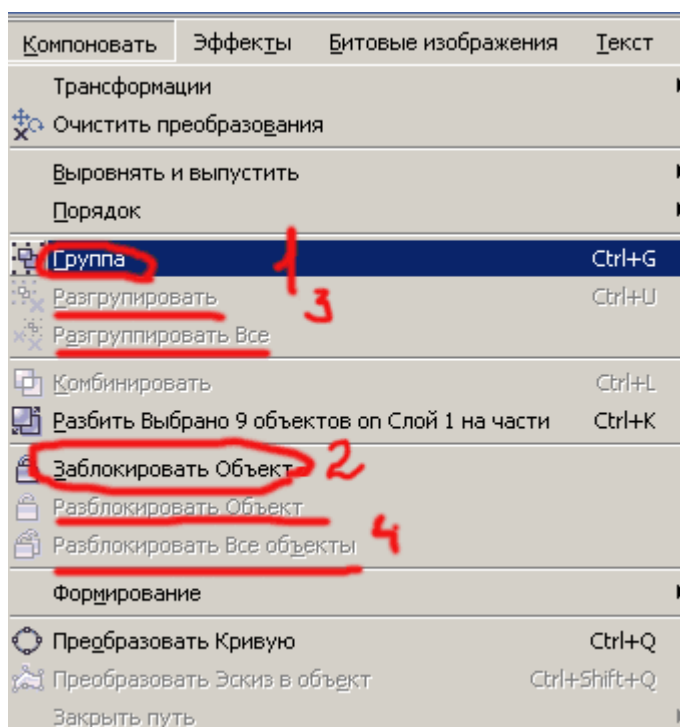 Компоновать Эффекты Битовые изображения Текст
Трансформации
Очистить преобразования
Выровнять и выпустить
Порядок
Группа 1 Ctrl+G
Разгрупировать 3 Ctrl+U
Разгруппировать Все
Комбинировать Ctrl+L
Разбить Выбрано 9 объектов on Слой 1 на части Ctrl+K
Заблокировать Объект 2
Разблокировать Объект
Разблокировать Все объекты 4
Формирование
Преобразовать Кривую Ctrl+Q
Преобразовать Эскиз в объект Ctrl+Shift+Q
Закрыть путь